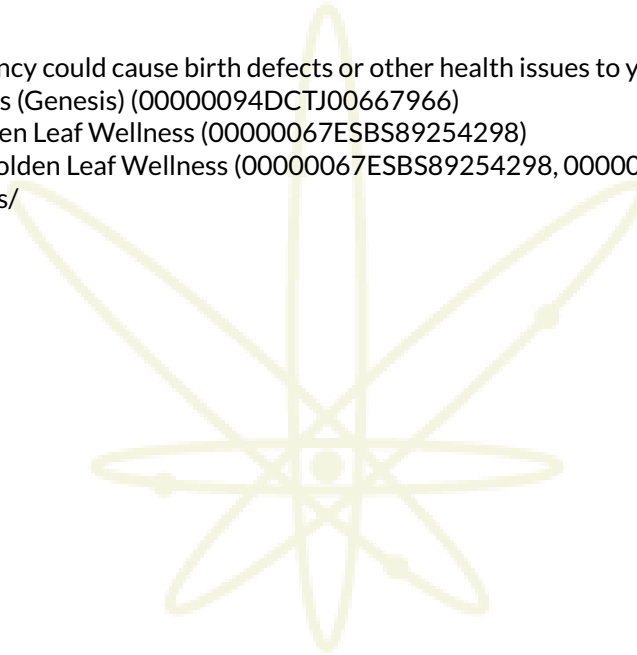 ncy could cause birth defects or other health issues to y
s (Genesis) (00000094DCTJ00667966)
en Leaf Wellness (00000067ESBS89254298)
olden Leaf Wellness (00000067ESBS89254298, 00000
s/